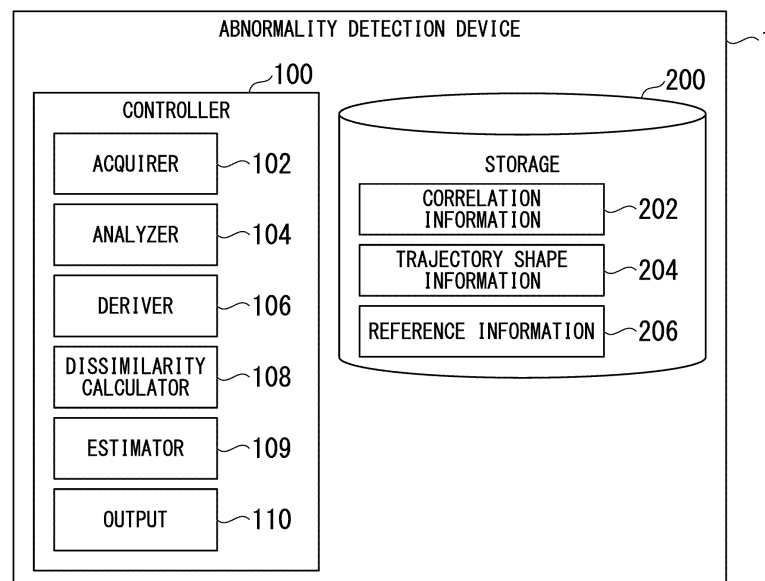 ABNORMALITY DETECTION DEVICE
100
CONTROLLER
ACQUIRER
102
ANALYZER
104
DERIVER
106
DISSIMILARITY
CALCULATOR
108
ESTIMATOR
109
OUTPUT
110
200
STORAGE
CORRELATION
INFORMATION
202
TRAJECTORY SHAPE
INFORMATION
204
REFERENCE INFORMATION
206